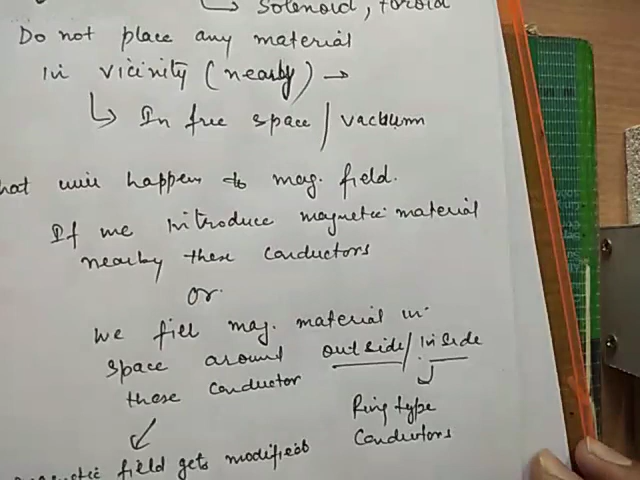 ↳ Solenoid, toroid
Do not place any material
in vicinity (nearby) →
↳ In free space / vacuum
hat will happen to mag. field.
If we introduce magnetic material
nearby these conductors
or
we fill mag. material in
space around outside / inside
these conductor
Ring type
conductors
netic field gets modified